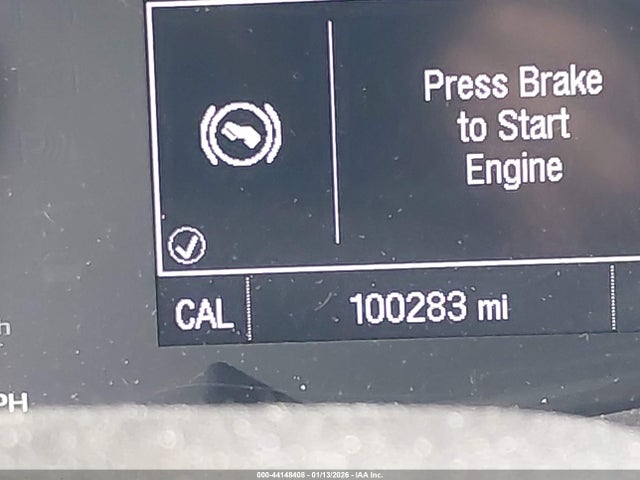 Press Brake
to Start
Engine
CAL 100283 mi
PH
000-44148408 - 01/13/2026 - IAA Inc.